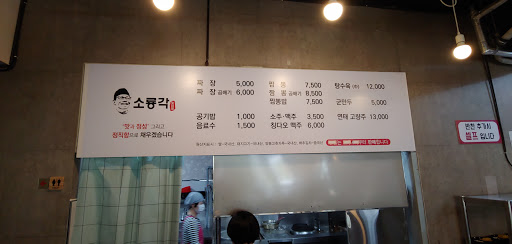 소룡각
"맛과 정성" 그리고
정직함으로 채우겠습니다
짜 장 5,000
짜 장 곱빼기 6,000
공기밥 1,000
음료수 1,500
짬 뽕 7,500
짬 뽕 곱빼기 8,500
짬뽕밥 7,500
소주·맥주 3,500
칭다오 맥주 6,000
탕수육 (小) 12,000
군만두 5,000
연태 고량주 13,000
반찬 추가시
셀프 입니다